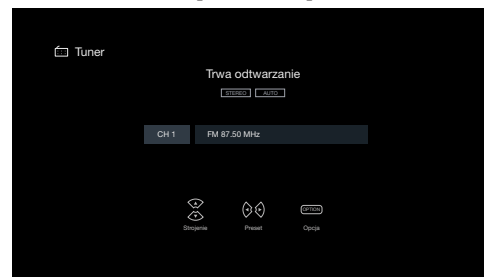 Tuner
Trwa odtwarzanie
STEREO AUTO
CH 1 FM 87.50 MHz
OPTION
Strojenie Preset Opcja